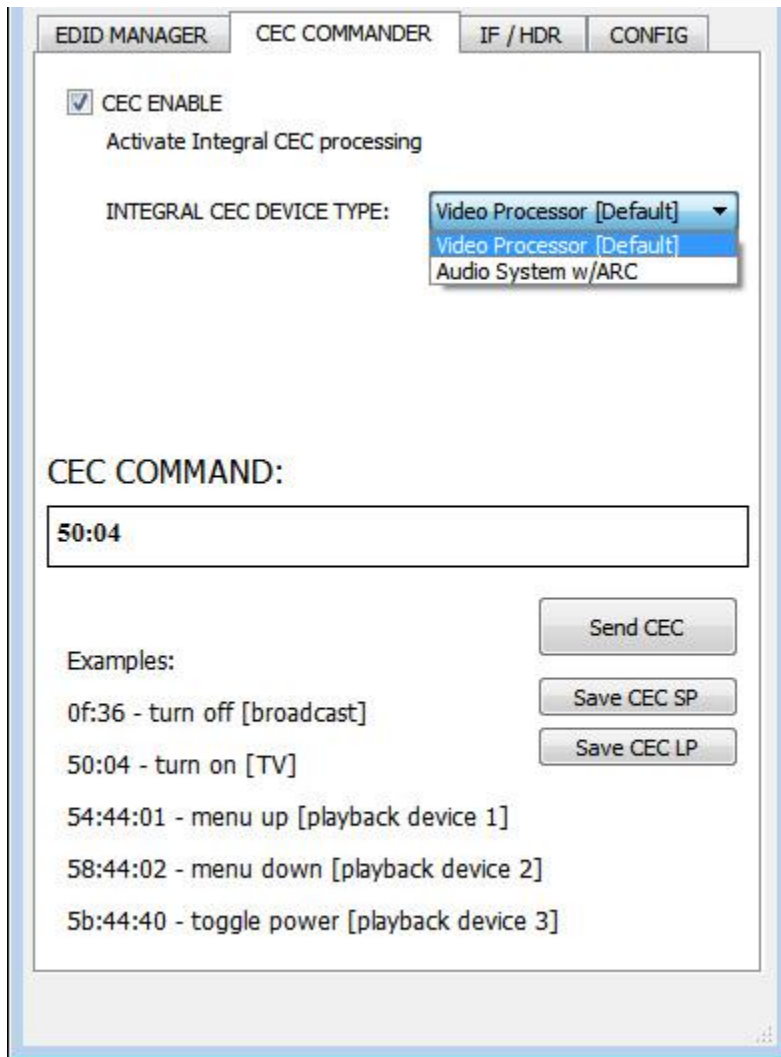 EDID MANAGER CEC COMMANDER IF / HDR CONFIG
CEC ENABLE
Activate Integral CEC processing
INTEGRAL CEC DEVICE TYPE: Video Processor [Default]
Video Processor [Default]
Audio System w/ARC
CEC COMMAND:
50:04
Send CEC
Examples:
Save CEC SP
0f:36 - turn off [broadcast]
Save CEC LP
50:04 - turn on [TV]
54:44:01 - menu up [playback device 1]
58:44:02 - menu down [playback device 2]
5b:44:40 - toggle power [playback device 3]